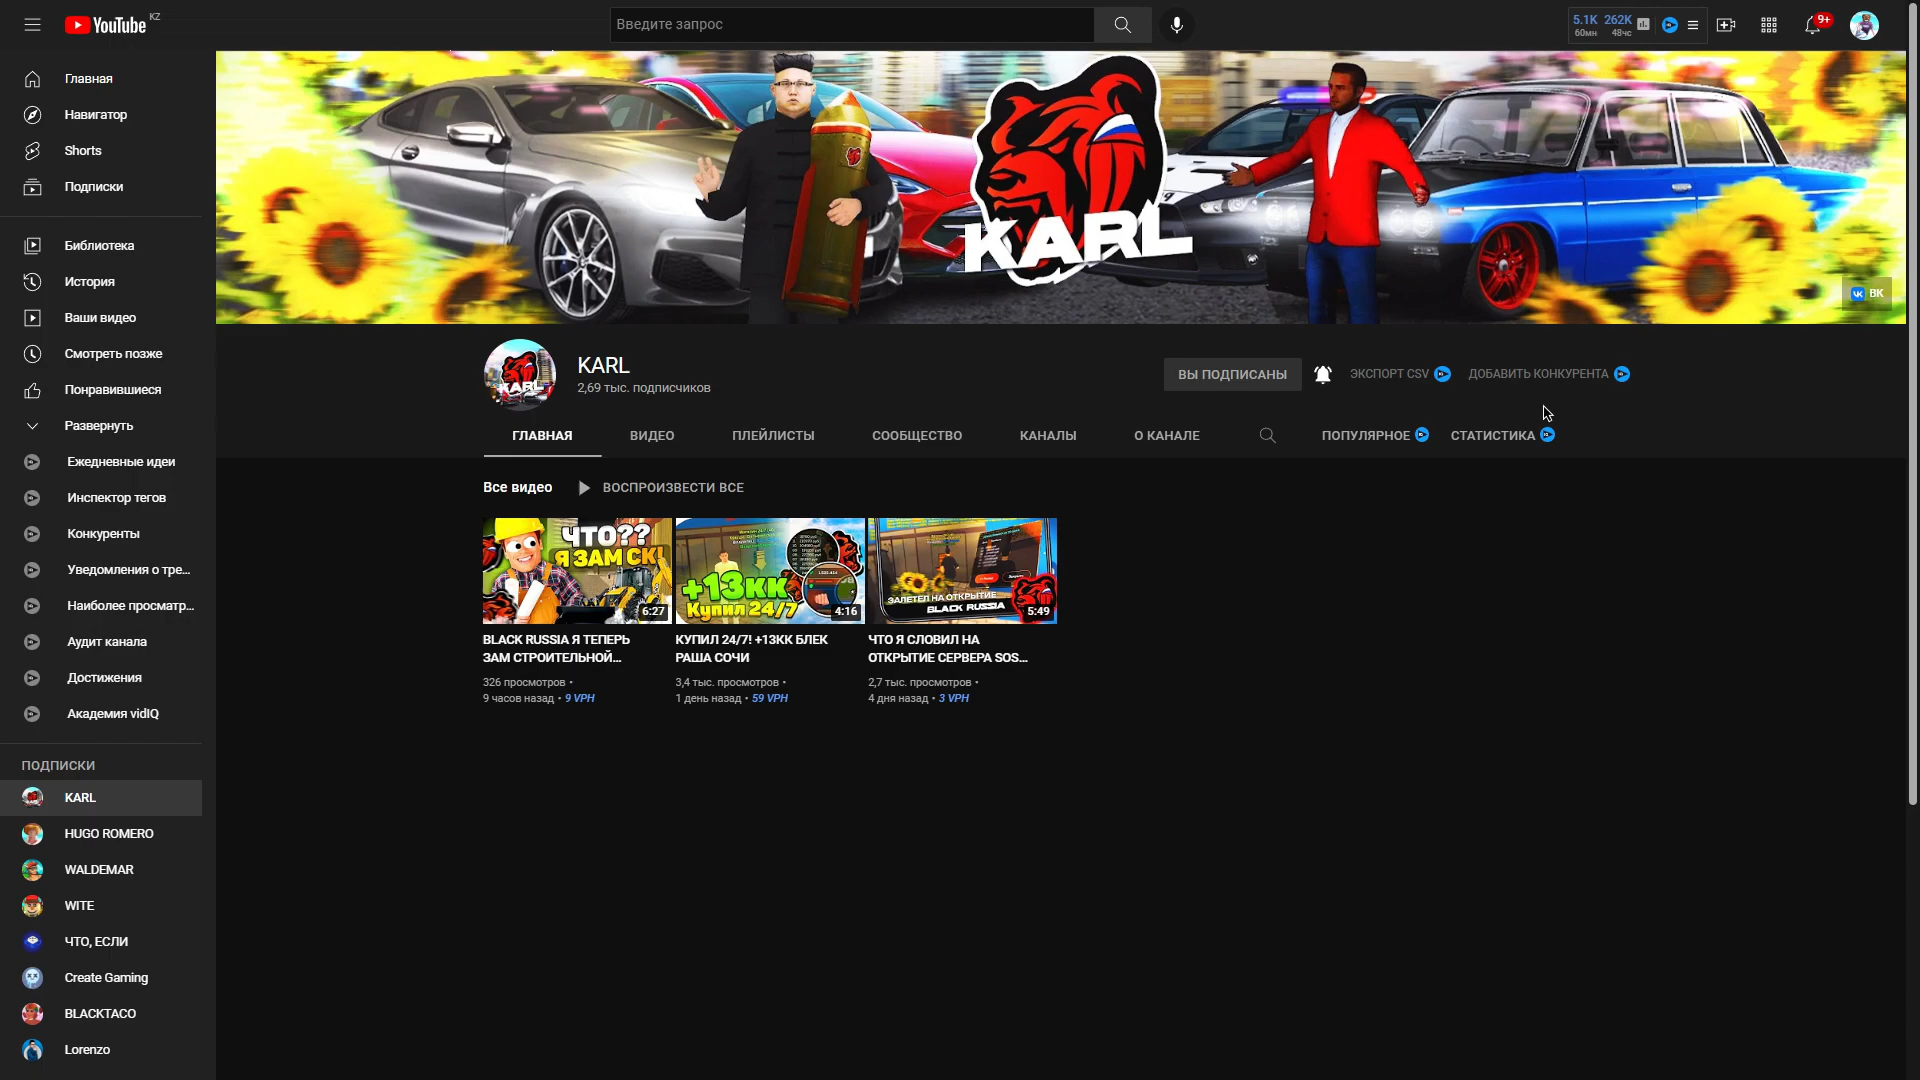 YouTube KZ
Введите запрос
5.1K 262K
60мн 48чс
9+
Главная
Навигатор
Shorts
Подписки
Библиотека
История
Ваши видео
Смотреть позже
Понравившиеся
Развернуть
Ежедневные идеи
Инспектор тегов
Конкуренты
Уведомления о тре...
Наиболее просматр...
Аудит канала
Достижения
Академия vidIQ
ПОДПИСКИ
KARL
HUGO ROMERO
WALDEMAR
WITE
ЧТО, ЕСЛИ
Create Gaming
BLACKTACO
Lorenzo
KARL
ВК
KARL
KARL
2,69 тыс. подписчиков
ВЫ ПОДПИСАНЫ
ЭКСПОРТ CSV
ДОБАВИТЬ КОНКУРЕНТА
ГЛАВНАЯ
ВИДЕО
ПЛЕЙЛИСТЫ
СООБЩЕСТВО
КАНАЛЫ
О КАНАЛЕ
ПОПУЛЯРНОЕ
СТАТИСТИКА
Все видео
ВОСПРОИЗВЕСТИ ВСЕ
ЧТО??
Я ЗАМ СК!
6:27
BLACK RUSSIA Я ТЕПЕРЬ
ЗАМ СТРОИТЕЛЬНОЙ...
326 просмотров •
9 часов назад • 9 VPH
+13КК
Купил 24/7
4:16
КУПИЛ 24/7! +13КК БЛЕК
РАША СОЧИ
3,4 тыс. просмотров •
1 день назад • 59 VPH
ЗАЛЕТЕЛ НА ОТКРЫТИЕ
BLACK RUSSIA
5:49
ЧТО Я СЛОВИЛ НА
ОТКРЫТИЕ СЕРВЕРА SOS...
2,7 тыс. просмотров •
4 дня назад • 3 VPH